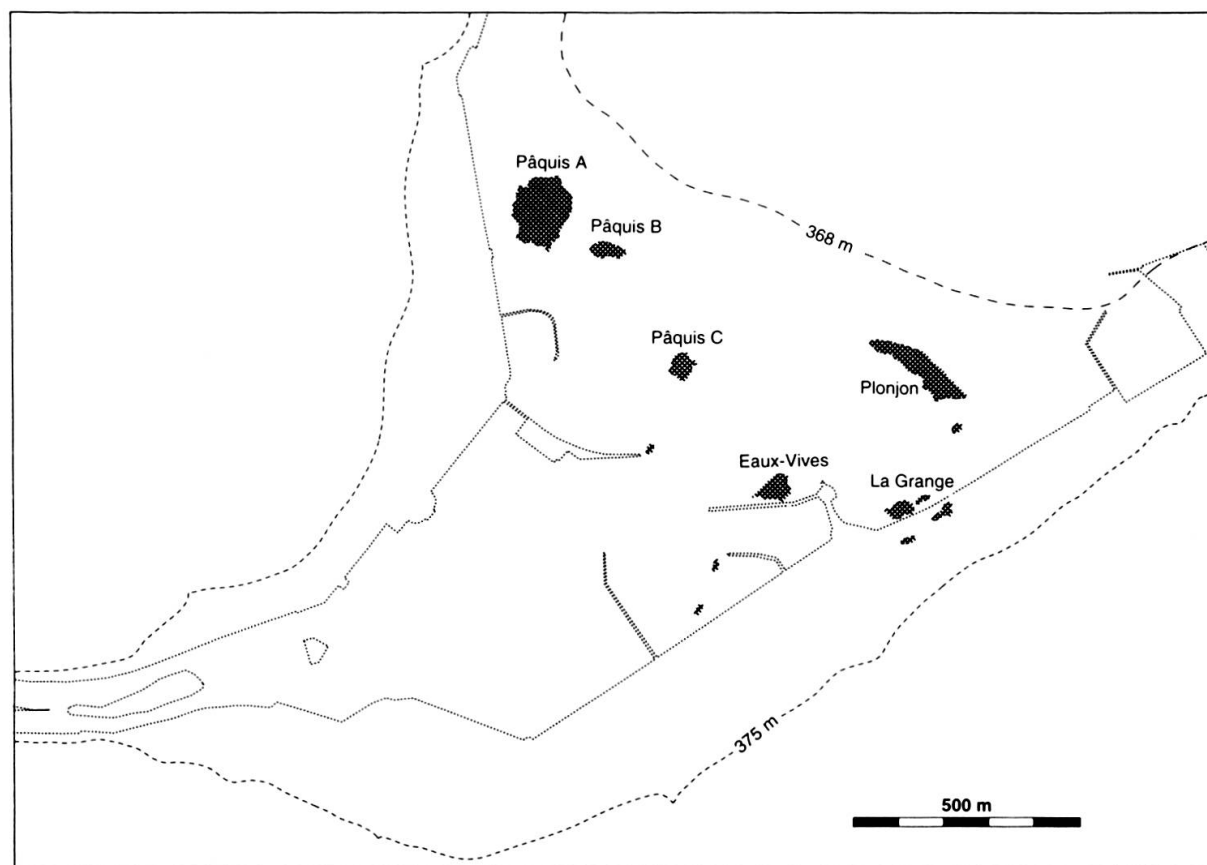 Pâquis A
Pâquis B
368 m
Pâquis C
Plonjon
Eaux-Vives
La Grange
375 m
500 m